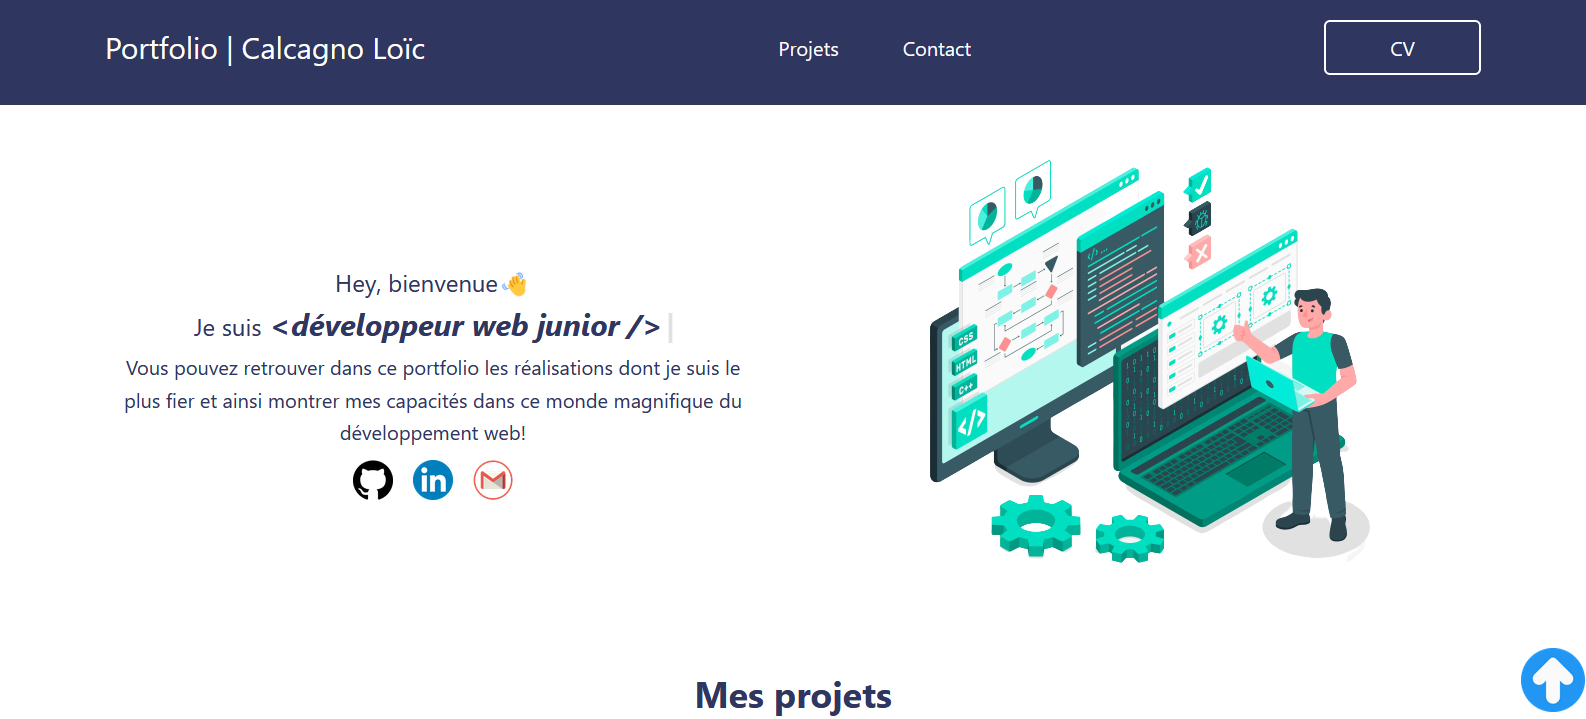 Portfolio | Calcagno Loïc
Projets
Contact
CV
Hey, bienvenue👋
Je suis <développeur web junior />|
Vous pouvez retrouver dans ce portfolio les réalisations dont je suis le
plus fier et ainsi montrer mes capacités dans ce monde magnifique du
développement web!
in
CSS
HTML
C++
</>
</>...
Mes projets